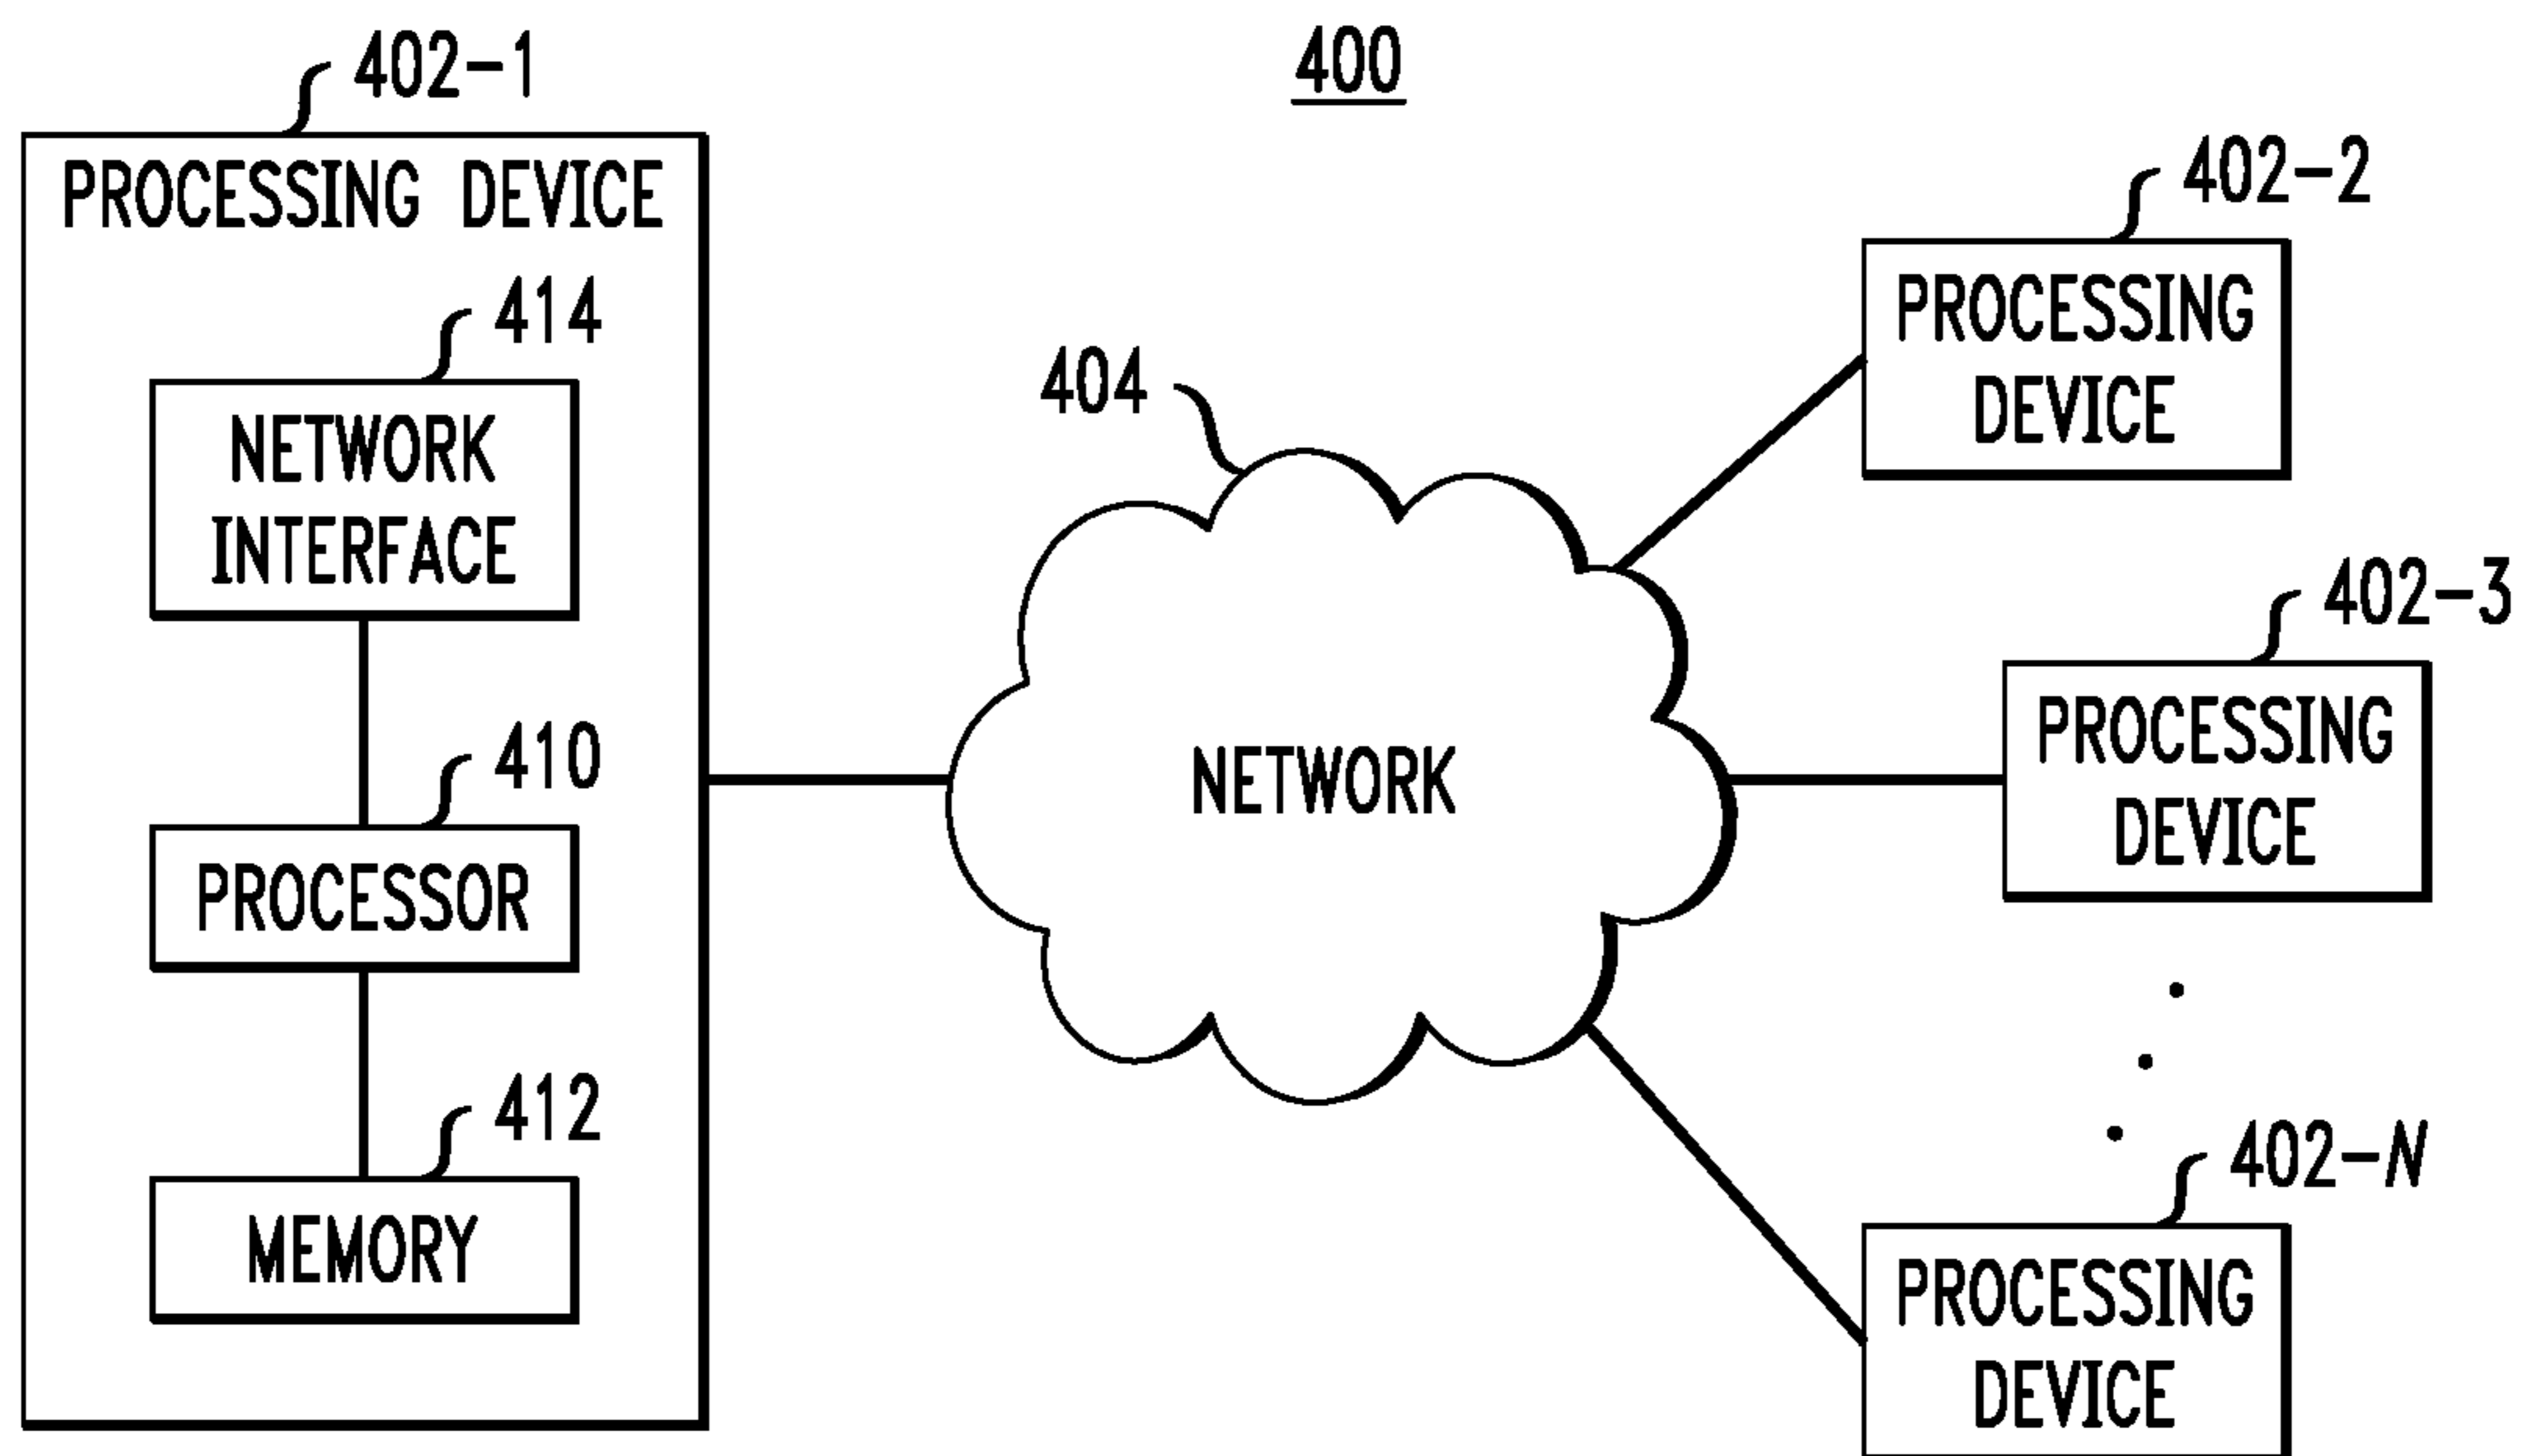 400
402-1
PROCESSING DEVICE
414
NETWORK
INTERFACE
410
PROCESSOR
412
MEMORY
404
NETWORK
402-2
PROCESSING
DEVICE
402-3
PROCESSING
DEVICE
402-N
PROCESSING
DEVICE